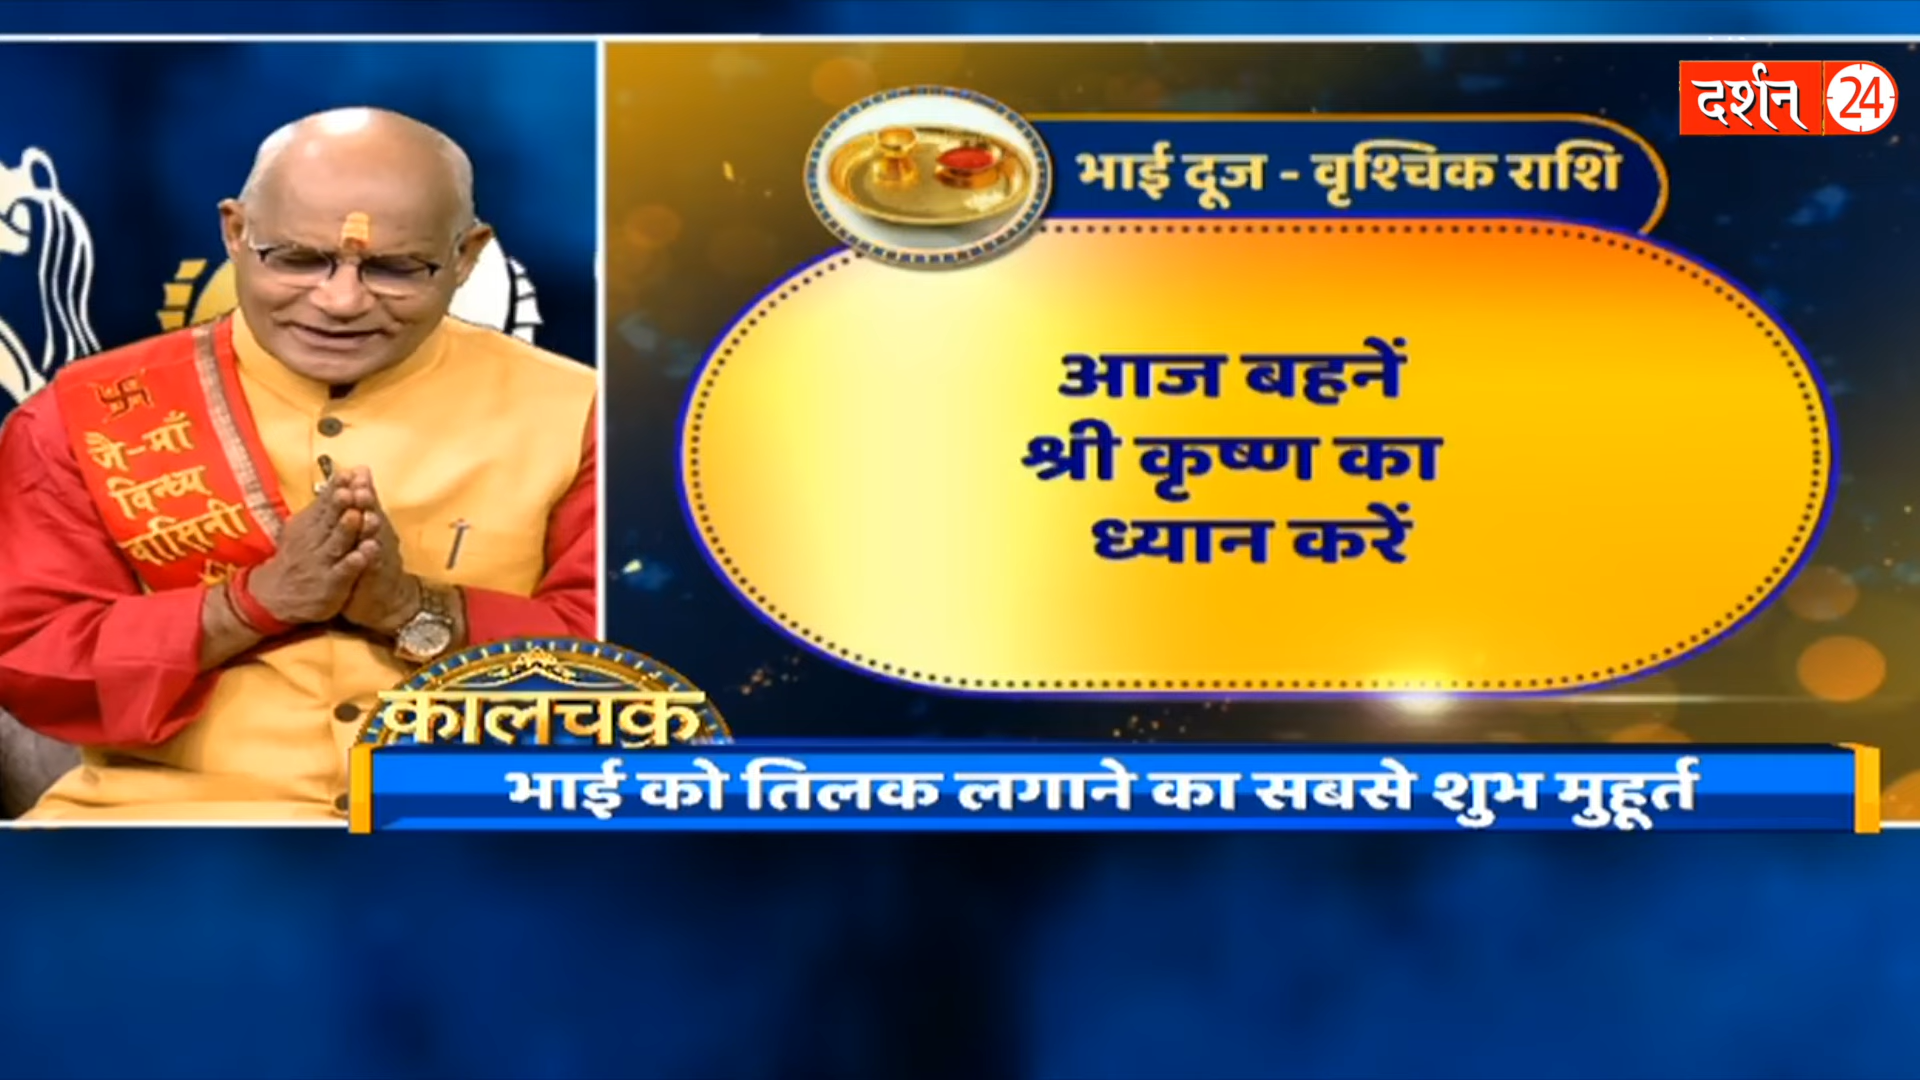 दर्शन 24
भाई दूज - वृश्चिक राशि
आज बहनें
श्री कृष्ण का
ध्यान करें
जै-माँ
विन्ध्य
वासिनी
कालचक्र
भाई को तिलक लगाने का सबसे शुभ मुहूर्त